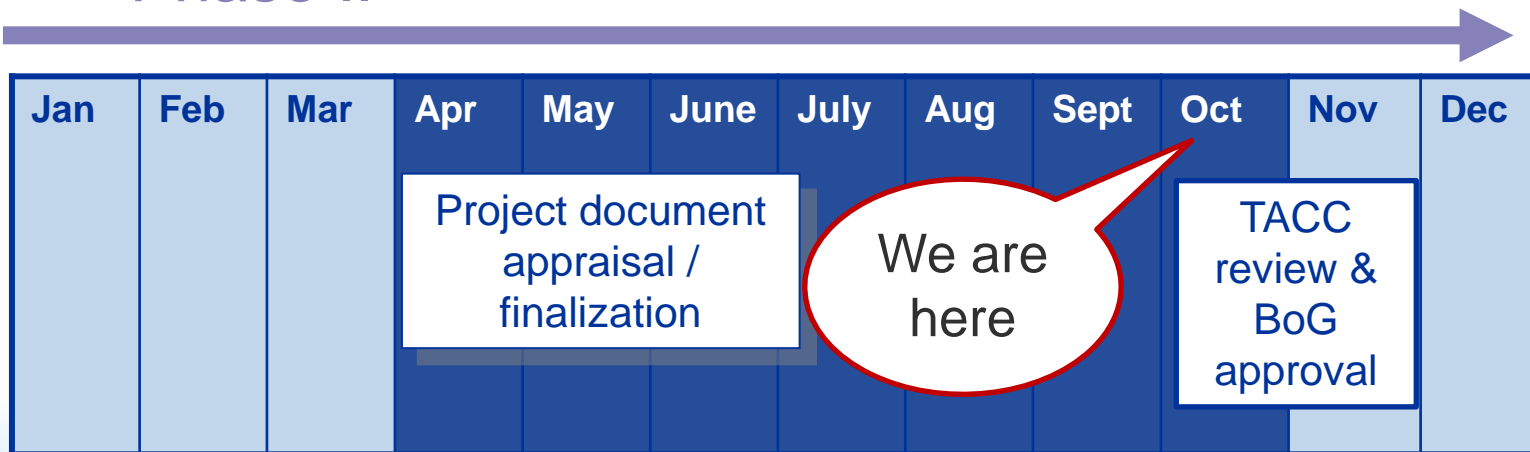 Jan Feb Mar Apr May June July Aug Sept Oct Nov Dec
Project document
appraisal /
finalization
We are
here
TACC
review &
BoG
approval